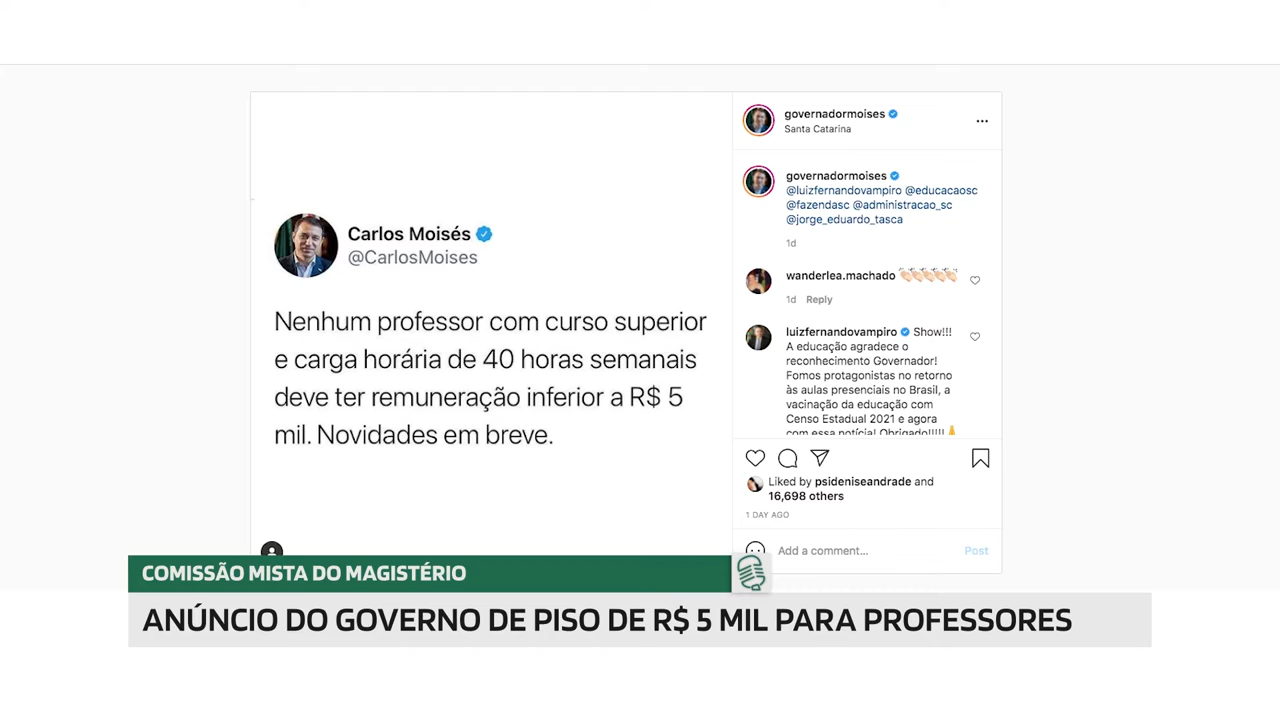 Carlos Moisés
@CarlosMoises
Nenhum professor com curso superior
e carga horária de 40 horas semanais
deve ter remuneração inferior a R$ 5
mil. Novidades em breve.
governadormoises
Santa Catarina
governadormoises
@luizfernandovampiro @educacaosc
@fazendasc @administracao_sc
@jorge_eduardo_tasca
1d
wanderlea.machado 👏🏻👏🏻👏🏻👏🏻👏🏻
1d Reply
luizfernandovampiro Show!!!
A educação agradece o
reconhecimento Governador!
Fomos protagonistas no retorno
às aulas presenciais no Brasil, a
vacinação da educação com
Censo Estadual 2021 e agora
com essa notícia! Obrigado!!!!!🙏
Liked by psideniseandrade and
16,698 others
1 DAY AGO
Add a comment... Post
COMISSÃO MISTA DO MAGISTÉRIO
ANÚNCIO DO GOVERNO DE PISO DE R$ 5 MIL PARA PROFESSORES